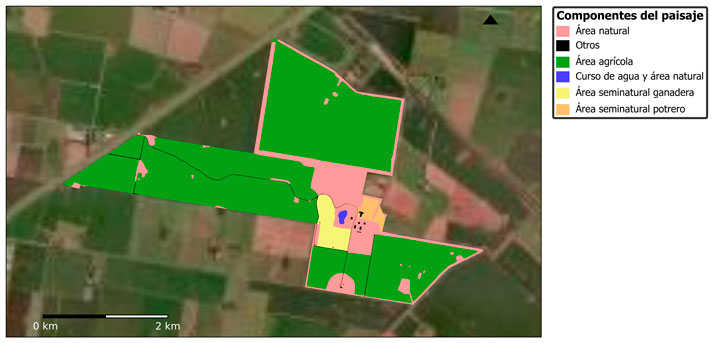 Componentes del paisaje
Área natural
Otros
Área agrícola
Curso de agua y área natural
Área seminatural ganadera
Área seminatural potrero
0 km
2 km